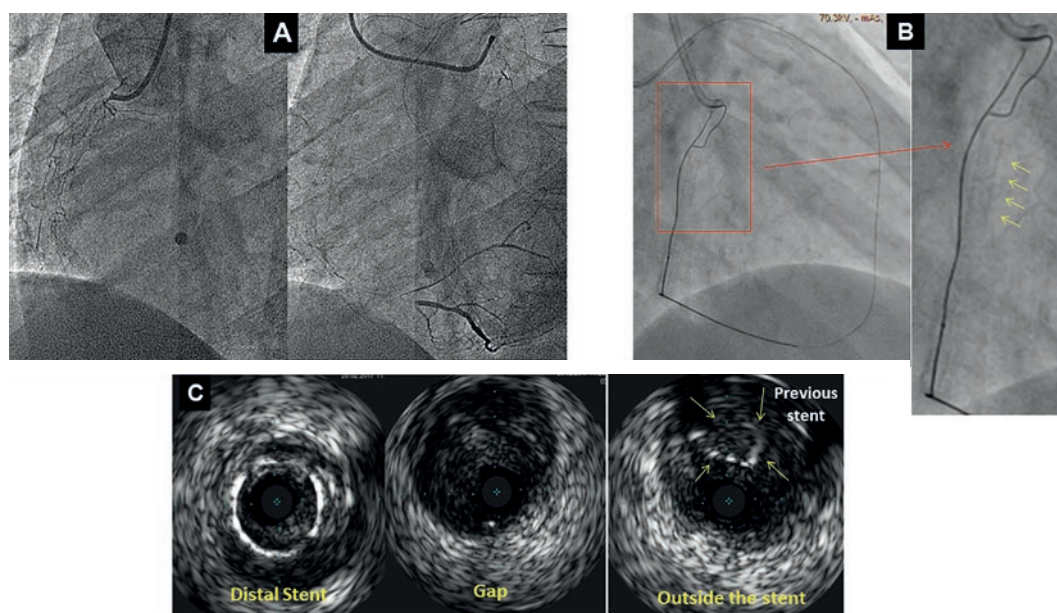 A
70.3kV, - mAs,
B
C
Previous
stent
Distal Stent
Gap
Outside the stent